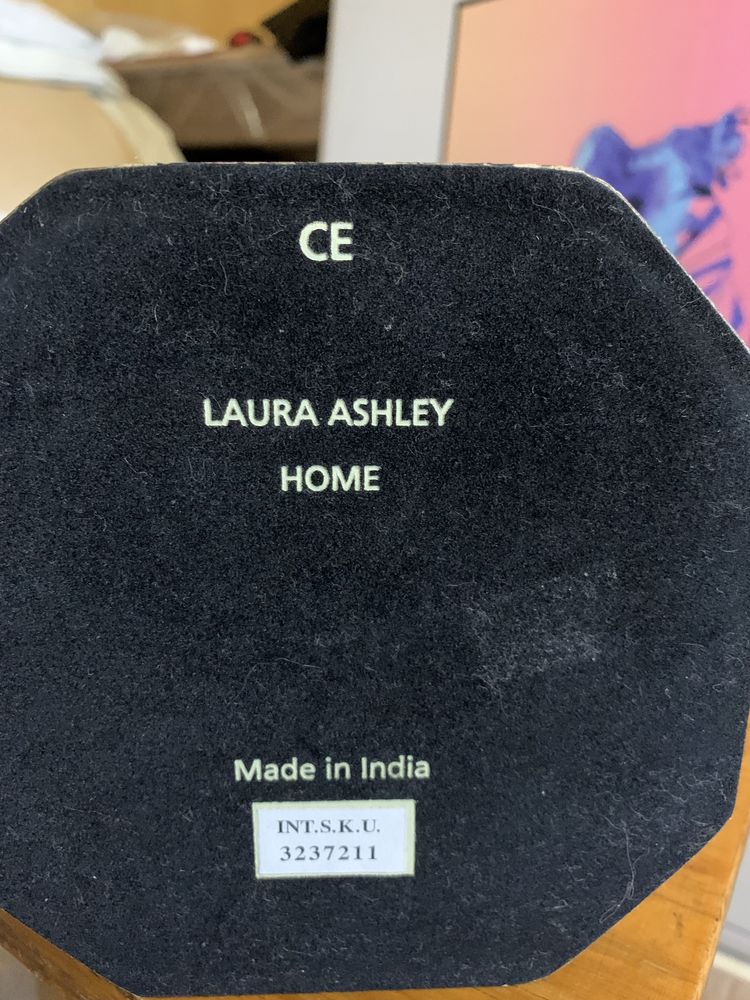 CE
LAURA ASHLEY
HOME
Made in India
INT.S.K.U.
3237211